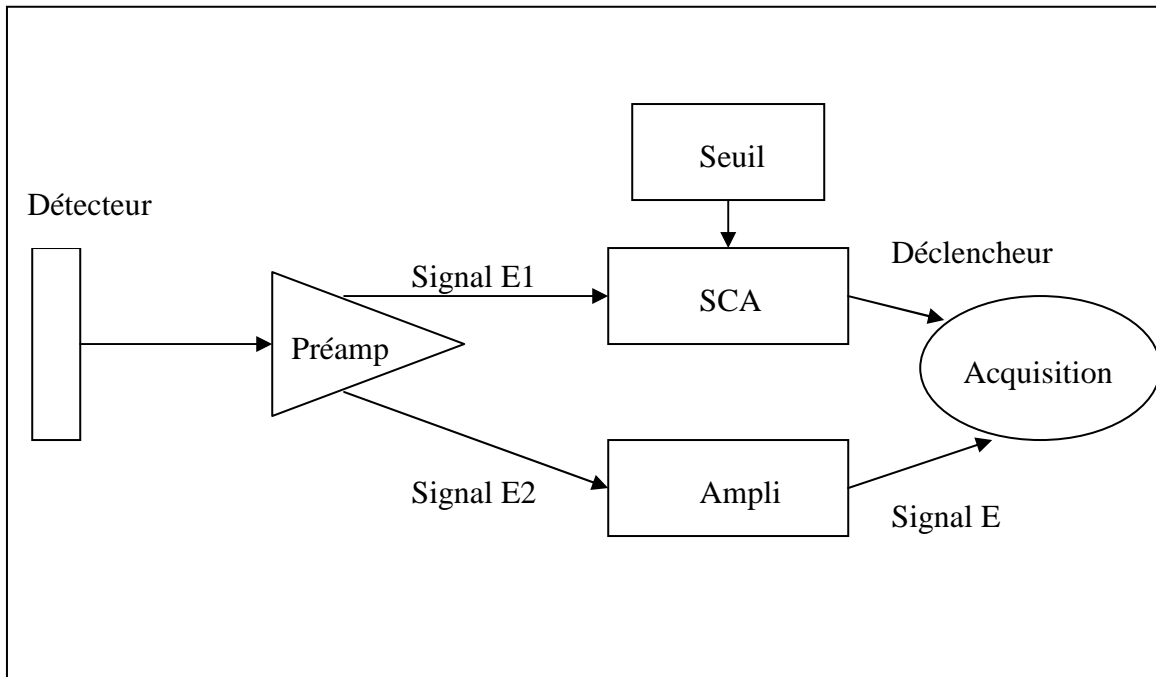 Seuil
Détecteur
Déclencheur
Signal E1
SCA
Préamp
Acquisition
Signal E2
Ampli
Signal E